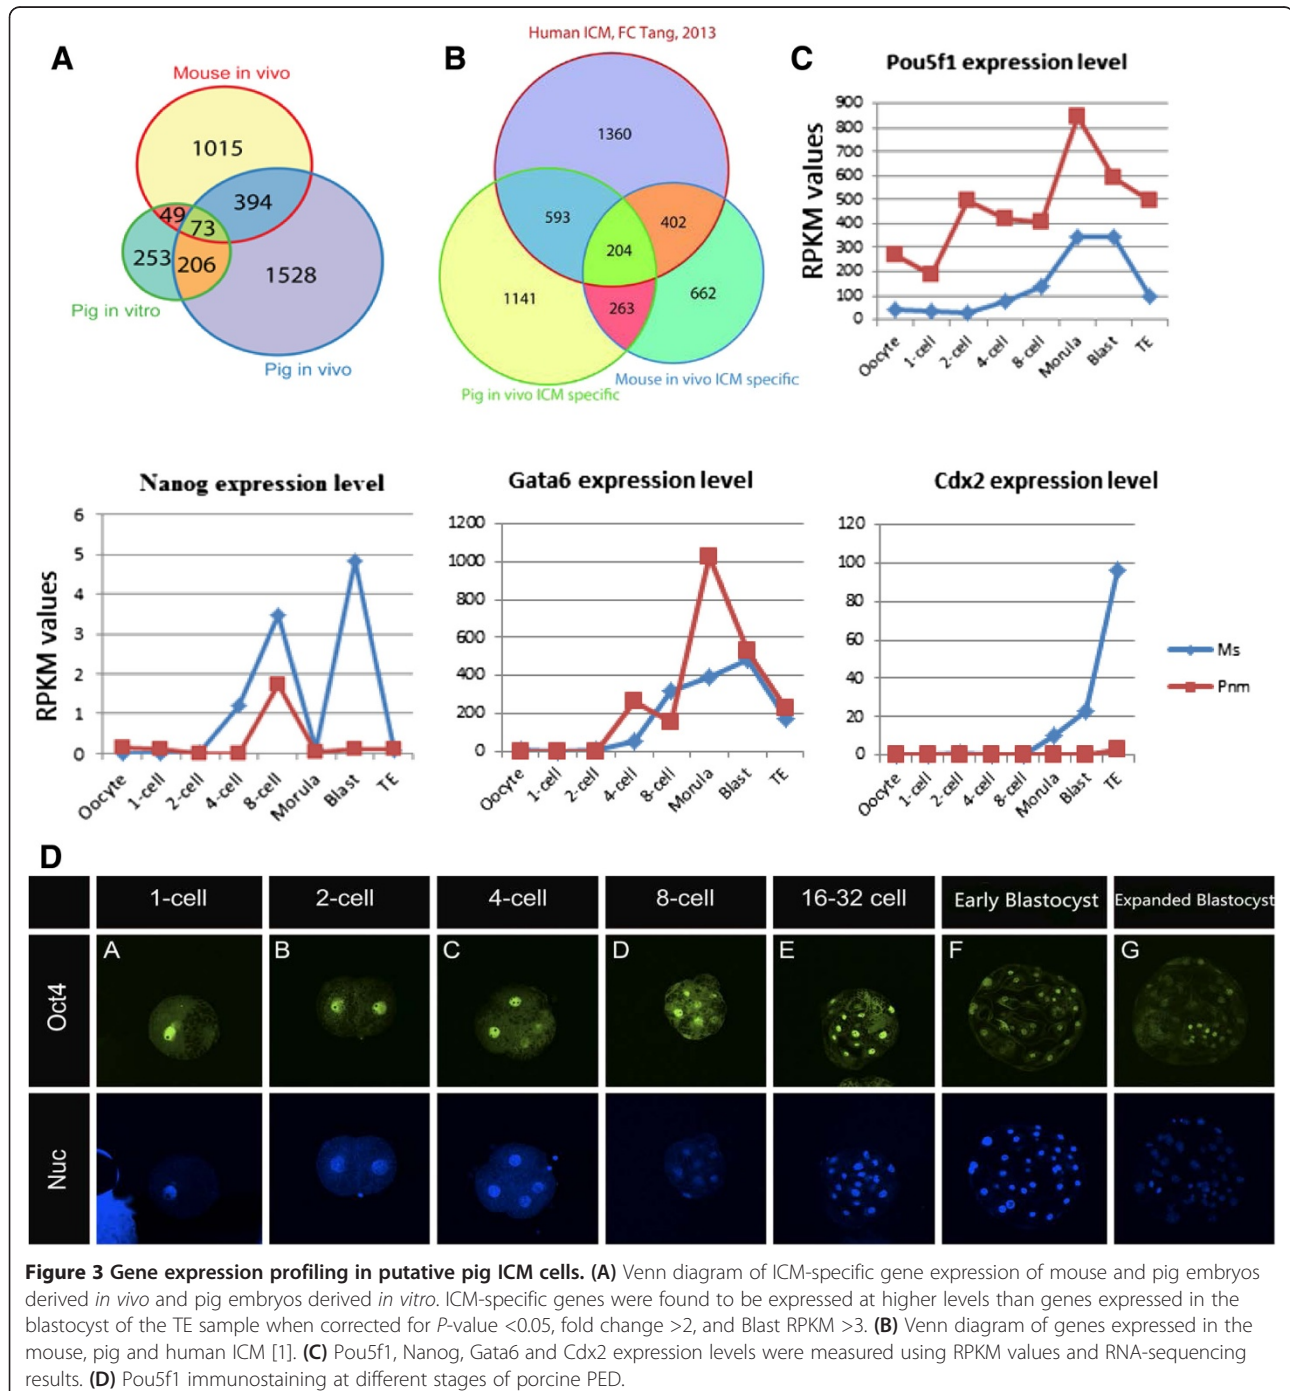 A
Mouse in vivo
1015
394
49
73
253
206
1528
Pig in vitro
Pig in vivo
B
Human ICM, FC Tang, 2013
1360
593
402
204
1141
263
662
Mouse in vivo ICM specific
Pig in vivo ICM specific
C
Pou5f1 expression level
RPKM values
900
800
700
600
500
400
300
200
100
0
Oocyte
1-cell
2-cell
4-cell
8-cell
Morula
Blast
TE
Nanog expression level
RPKM values
6
5
4
3
2
1
0
Oocyte
1-cell
2-cell
4-cell
8-cell
Morula
Blast
TE
Gata6 expression level
1200
1000
800
600
400
200
0
Oocyte
1-cell
2-cell
4-cell
8-cell
Morula
Blast
TE
Cdx2 expression level
120
100
80
60
40
20
0
Oocyte
1-cell
2-cell
4-cell
8-cell
Morula
Blast
TE
Ms
Pnm
D
1-cell
2-cell
4-cell
8-cell
16-32 cell
Early Blastocyst
Expanded Blastocyst
Oct4
A
B
C
D
E
F
G
Nuc
Figure 3 Gene expression profiling in putative pig ICM cells. (A) Venn diagram of ICM-specific gene expression of mouse and pig embryos
derived in vivo and pig embryos derived in vitro. ICM-specific genes were found to be expressed at higher levels than genes expressed in the
blastocyst of the TE sample when corrected for P-value <0.05, fold change >2, and Blast RPKM >3. (B) Venn diagram of genes expressed in the
mouse, pig and human ICM [1]. (C) Pou5f1, Nanog, Gata6 and Cdx2 expression levels were measured using RPKM values and RNA-sequencing
results. (D) Pou5f1 immunostaining at different stages of porcine PED.